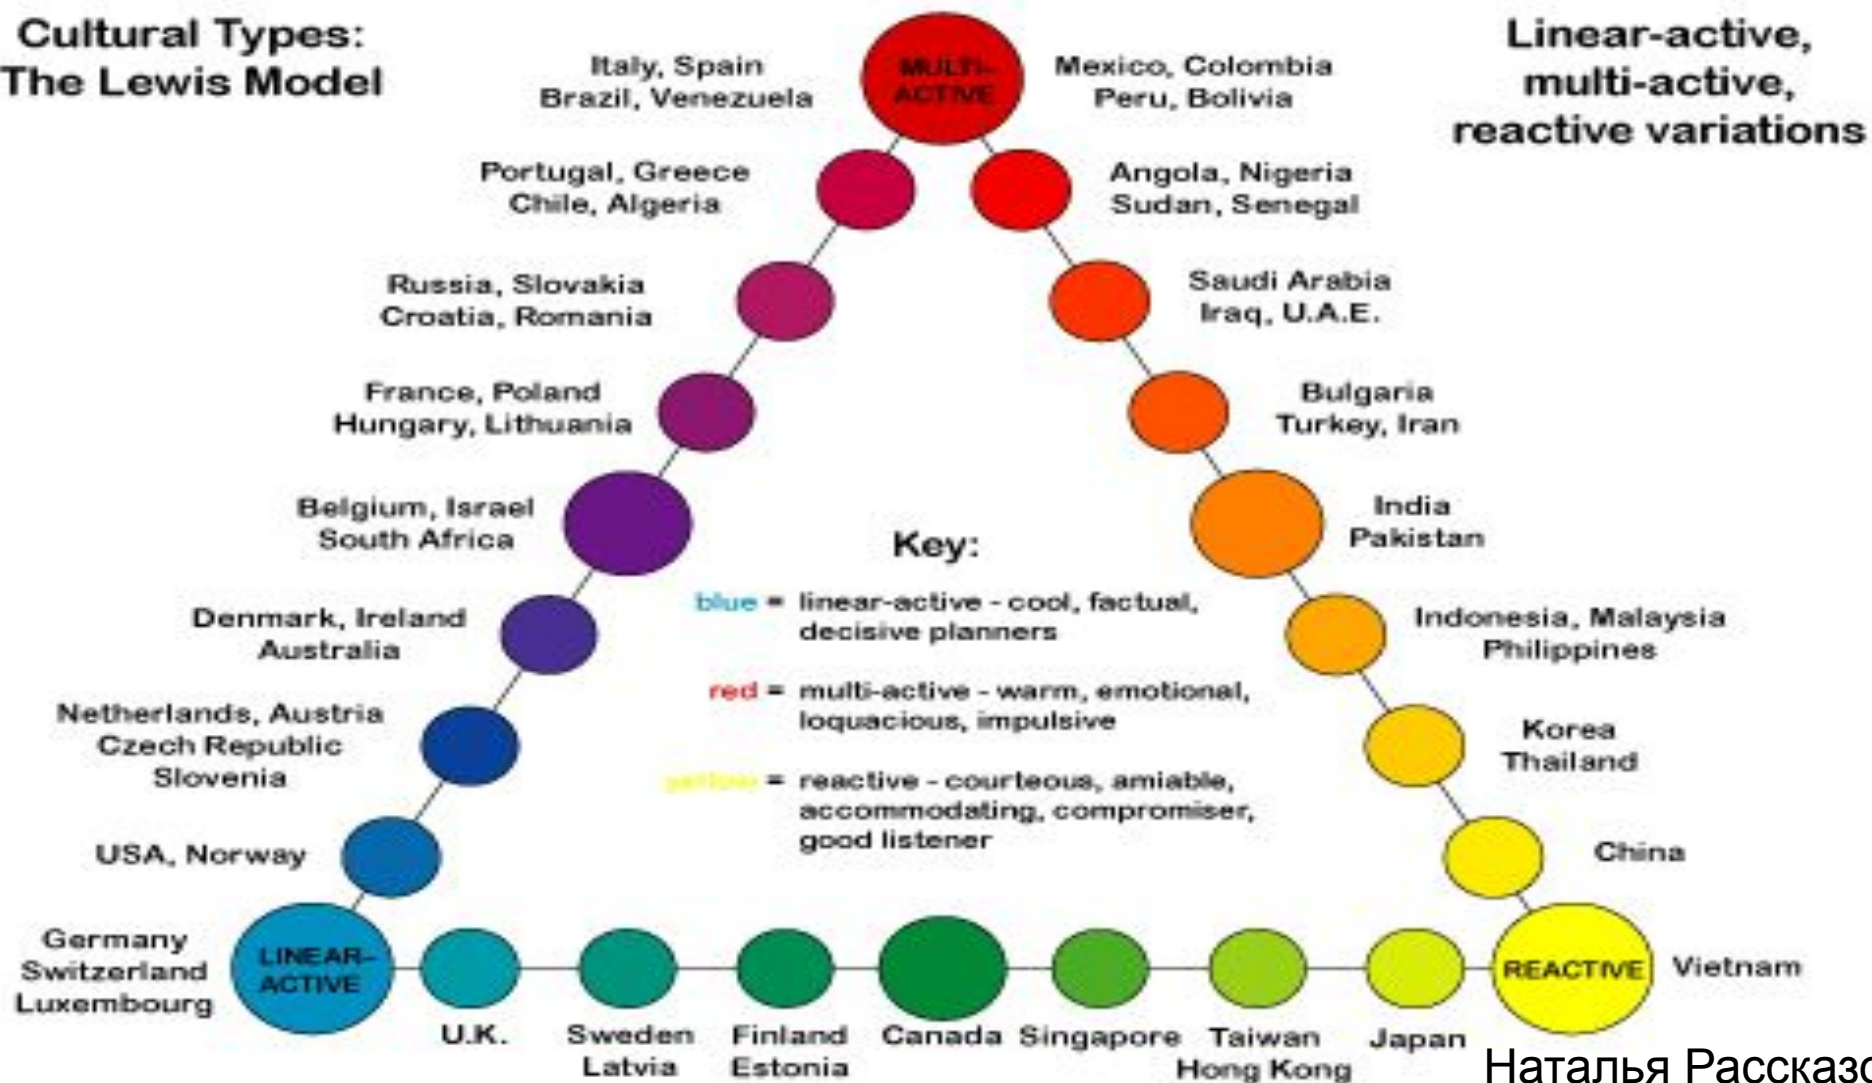 Cultural Types:
The Lewis Model
Linear-active,
multi-active,
reactive variations
MULTI-
ACTIVE
Italy, Spain
Brazil, Venezuela
Mexico, Colombia
Peru, Bolivia
Portugal, Greece
Chile, Algeria
Angola, Nigeria
Sudan, Senegal
Russia, Slovakia
Croatia, Romania
Saudi Arabia
Iraq, U.A.E.
France, Poland
Hungary, Lithuania
Bulgaria
Turkey, Iran
Belgium, Israel
South Africa
India
Pakistan
Key:
blue = linear-active - cool, factual,
decisive planners
red = multi-active - warm, emotional,
loquacious, impulsive
yellow = reactive - courteous, amiable,
accommodating, compromiser,
good listener
Denmark, Ireland
Australia
Indonesia, Malaysia
Philippines
Netherlands, Austria
Czech Republic
Slovenia
Korea
Thailand
USA, Norway
China
Germany
Switzerland
Luxembourg
LINEAR-
ACTIVE
REACTIVE
Vietnam
U.K.
Sweden
Latvia
Finland
Estonia
Canada
Singapore
Taiwan
Hong Kong
Japan
Наталья